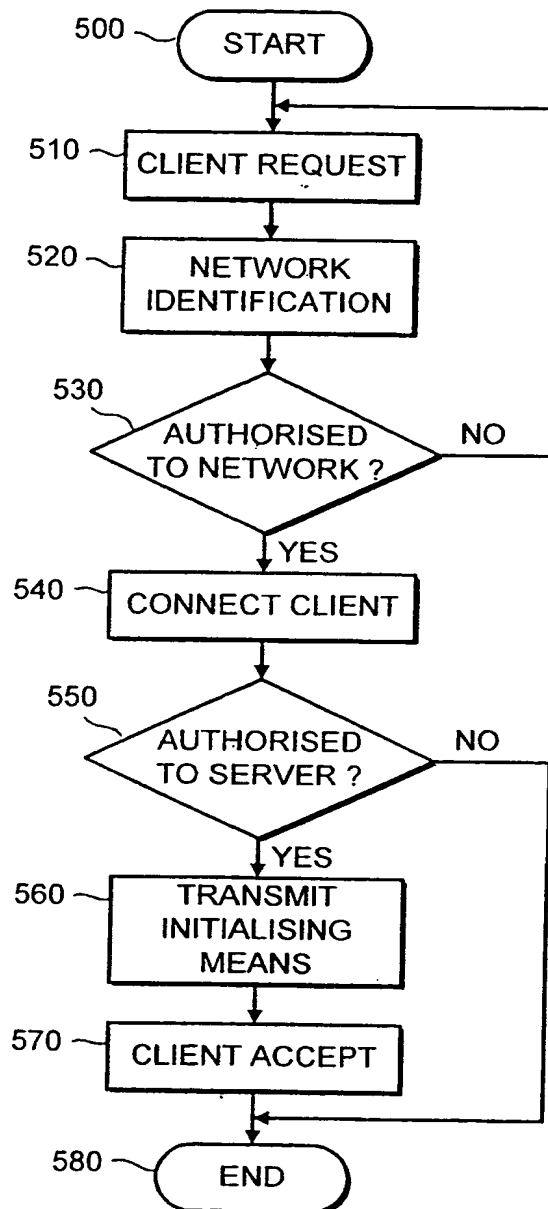 500
START
510
CLIENT REQUEST
520
NETWORK
IDENTIFICATION
530
AUTHORISED
TO NETWORK ?
NO
YES
540
CONNECT CLIENT
550
AUTHORISED
TO SERVER ?
NO
YES
560
TRANSMIT
INITIALISING
MEANS
570
CLIENT ACCEPT
580
END